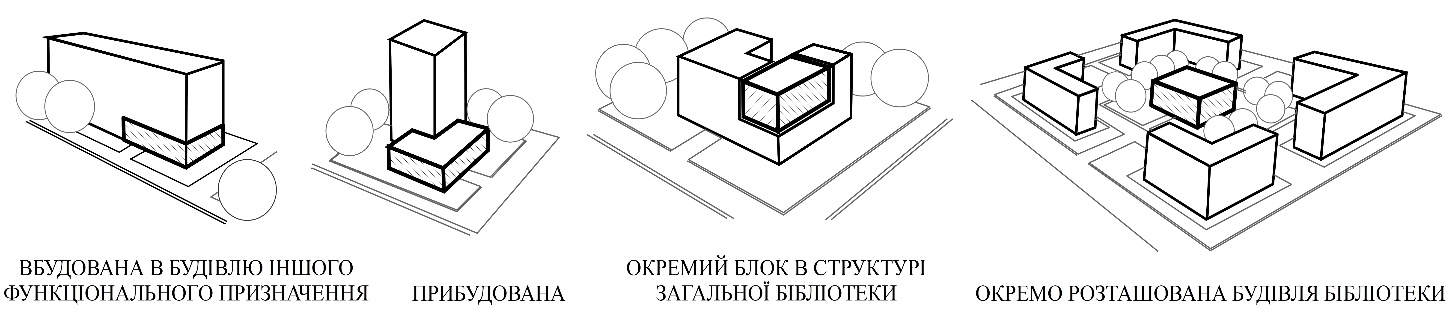 ВБУДОВАНА В БУДІВЛЮ ІНШОГО
ФУНКЦІОНАЛЬНОГО ПРИЗНАЧЕННЯ
ПРИБУДОВАНА
ОКРЕМИЙ БЛОК В СТРУКТУРІ
ЗАГАЛЬНОЇ БІБЛІОТЕКИ
ОКРЕМО РОЗТАШОВАНА БУДІВЛЯ БІБЛІОТЕКИ